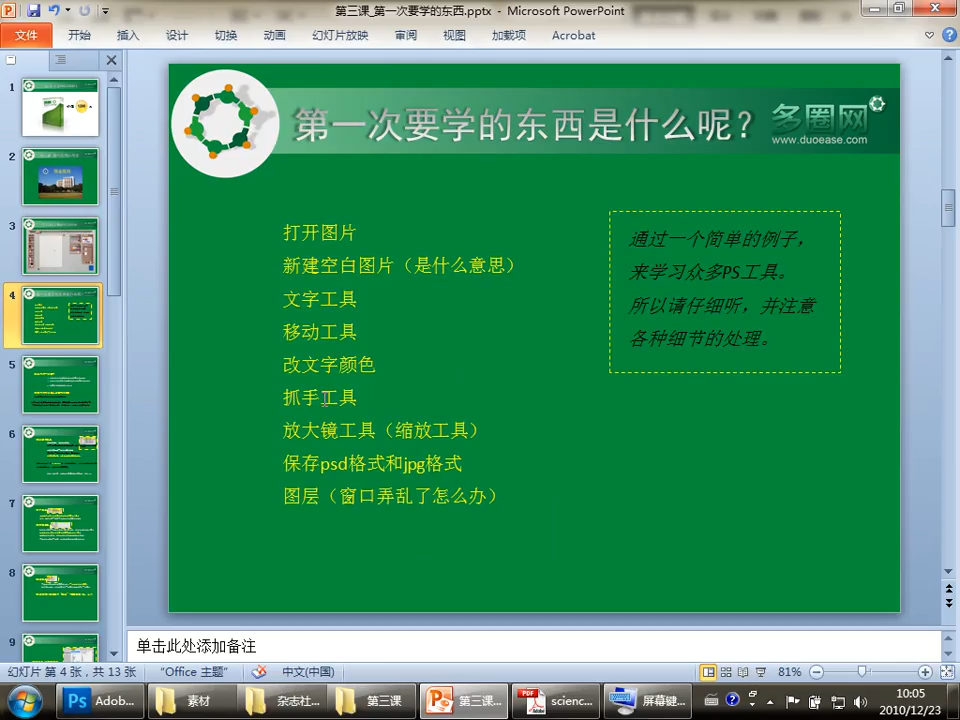 第三课_第一次要学的东西.pptx - Microsoft PowerPoint
文件 开始 插入 设计 切换 动画 幻灯片放映 审阅 视图 加载项 Acrobat
1
2
3
4
5
6
7
8
9
第一次要学的东西是什么呢？
多圈网
www.duoease.com
打开图片
新建空白图片（是什么意思）
文字工具
移动工具
改文字颜色
抓手工具
放大镜工具（缩放工具）
保存psd格式和jpg格式
图层（窗口弄乱了怎么办）
通过一个简单的例子，
来学习众多PS工具。
所以请仔细听，并注意
各种细节的处理。
单击此处添加备注
幻灯片 第 4 张，共 13 张 "Office 主题" 中文(中国) 81%
Ps Adob... 素材 杂志社... 第三课 第三课... scienc... 屏幕键...
10:05
2010/12/23